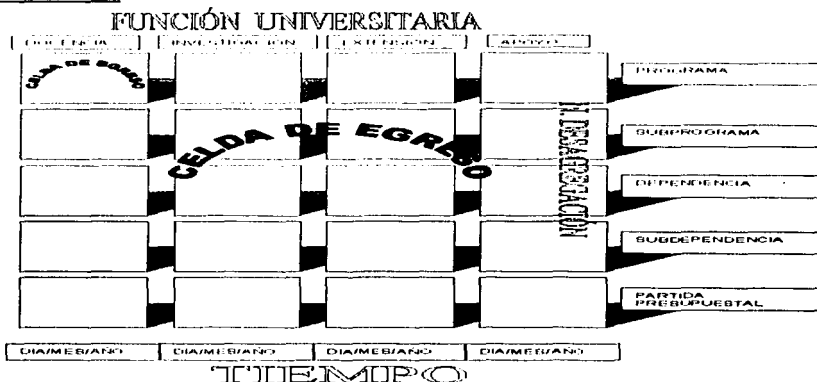 FUNCIÓN UNIVERSITARIA
DOCENCIA INVESTIGACIÓN EXTENSIÓN APOYO
CELDA DE EGRESO
PROGRAMA
CELDA DE EGRESO
SUBPROGRAMA
DEPENDENCIA
SUBDEPENDENCIA
PARTIDA
PRESUPUESTAL
DIA/MES/AÑO DIA/MES/AÑO DIA/MES/AÑO DIA/MES/AÑO
TIEMPO